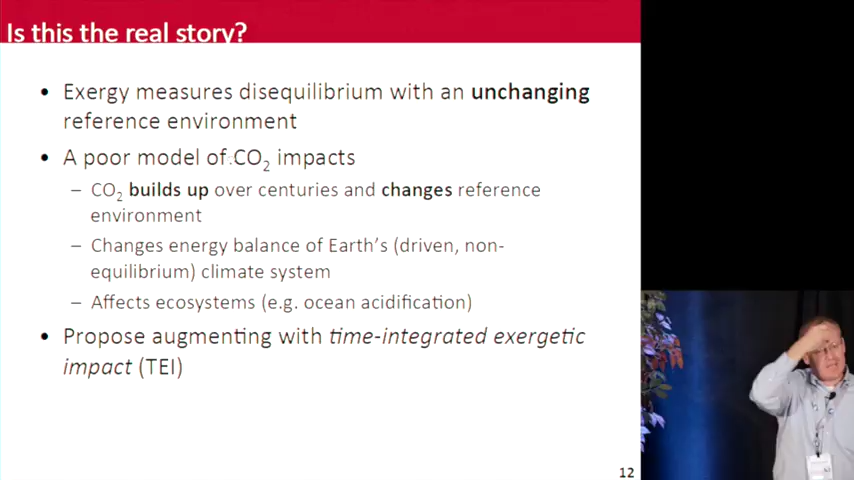 Is this the real story?
• Exergy measures disequilibrium with an unchanging
reference environment
• A poor model of CO₂ impacts
– CO₂ builds up over centuries and changes reference
environment
– Changes energy balance of Earth's (driven, non-
equilibrium) climate system
– Affects ecosystems (e.g. ocean acidification)
• Propose augmenting with time-integrated exergetic
impact (TEI)
12